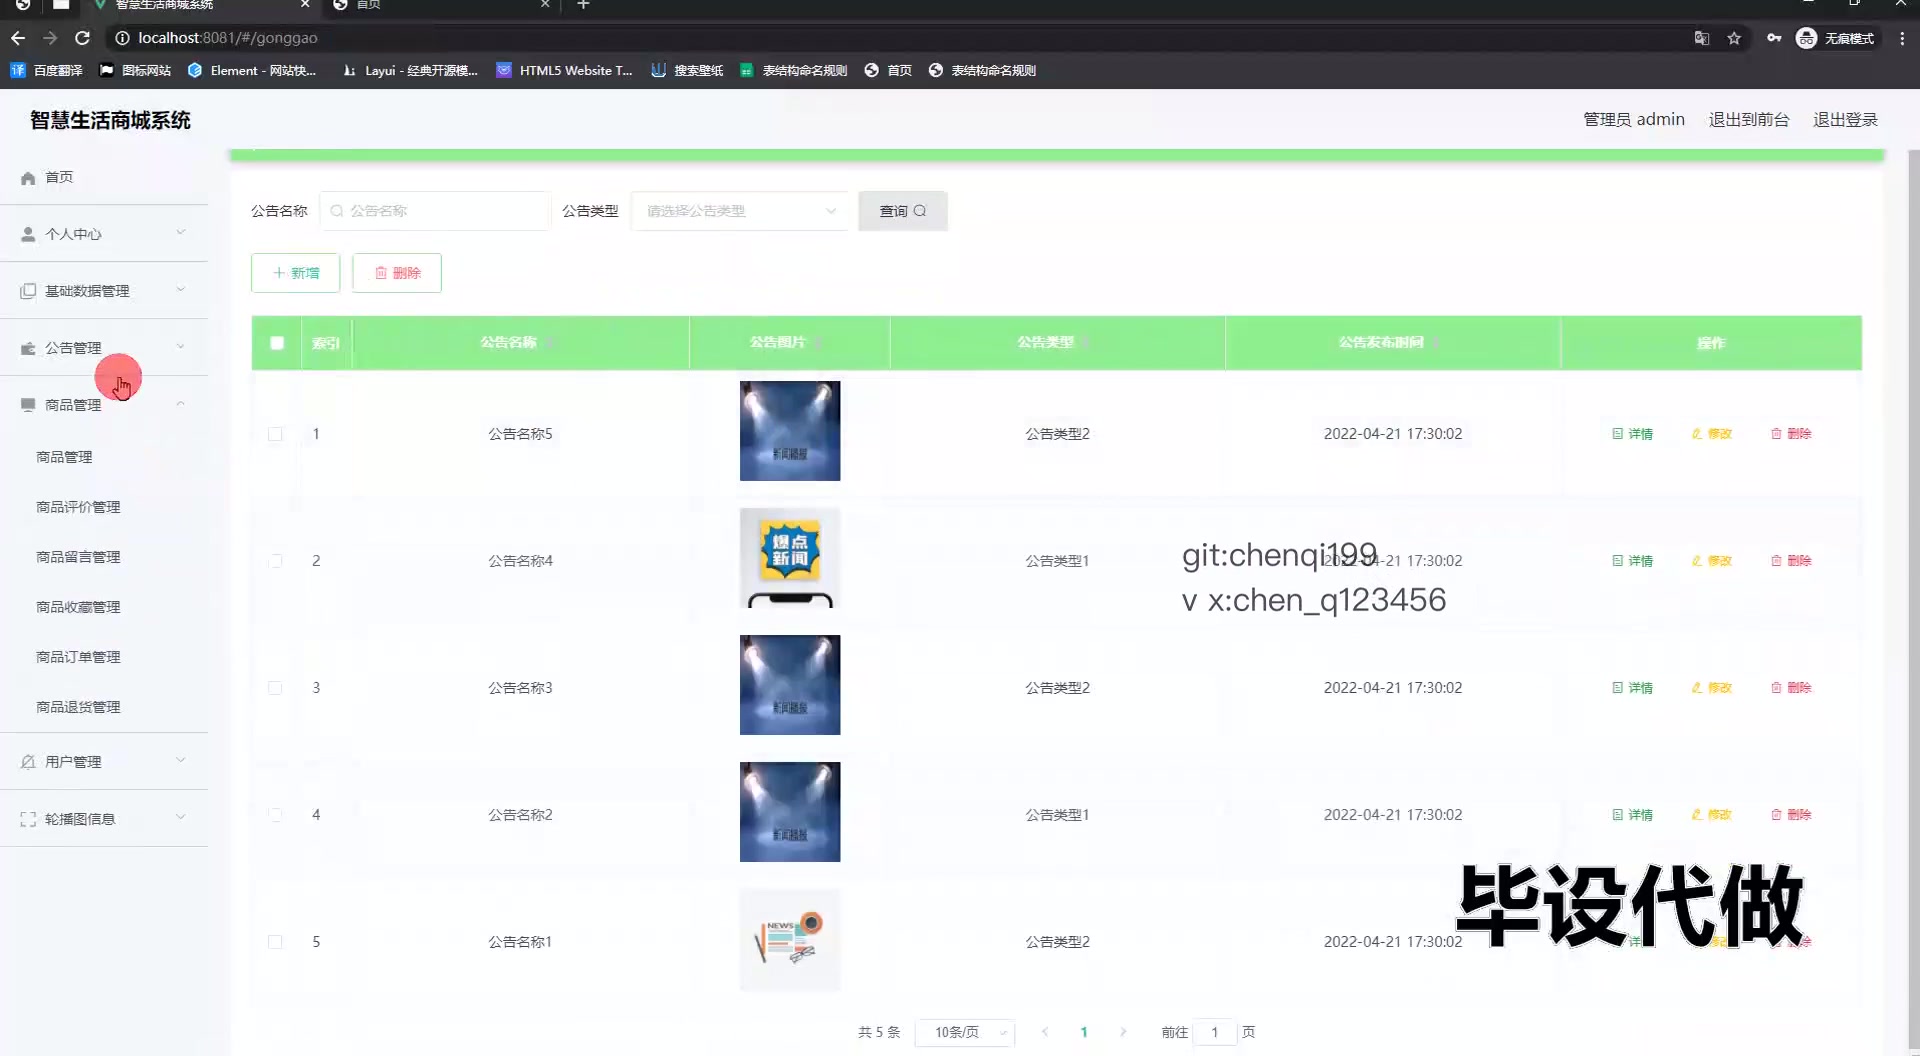 智慧生活商城系统
首页
localhost:8081/#/gonggao
无痕模式
百度翻译
图标网站
Element - 网站快...
Layui - 经典开源模...
HTML5 Website T...
搜索壁纸
表结构命名规则
首页
表结构命名规则
智慧生活商城系统
管理员 admin
退出到前台
退出登录
首页
个人中心
基础数据管理
公告管理
商品管理
商品管理
商品评价管理
商品留言管理
商品收藏管理
商品订单管理
商品退货管理
用户管理
轮播图信息
公告名称
公告名称
公告类型
请选择公告类型
查询
新增
删除
索引 公告名称 公告图片 公告类型 公告发布时间 操作
1 公告名称5 新闻播报 公告类型2 2022-04-21 17:30:02 详情 修改 删除
2 公告名称4 爆点新闻 公告类型1 2022-04-21 17:30:02 详情 修改 删除
git:chenqi199
v x:chen_q123456
3 公告名称3 新闻播报 公告类型2 2022-04-21 17:30:02 详情 修改 删除
4 公告名称2 新闻播报 公告类型1 2022-04-21 17:30:02 详情 修改 删除
5 公告名称1 NEWS 公告类型2 2022-04-21 17:30:02 详情 修改 删除
毕设代做
共 5 条
10条/页
1
前往 1 页